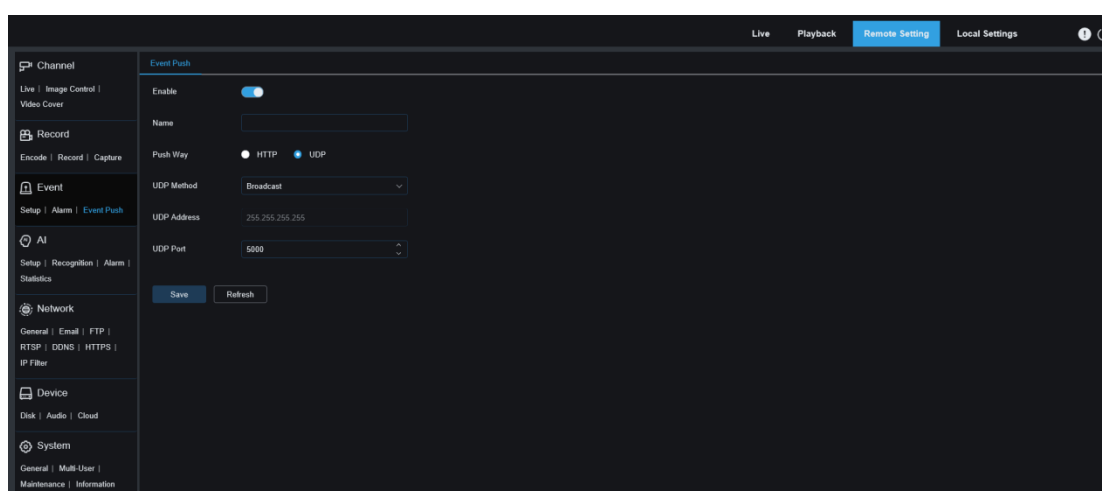 Live Playback Remote Setting Local Settings
Channel
Live | Image Control |
Video Cover
Record
Encode | Record | Capture
Event
Setup | Alarm | Event Push
AI
Setup | Recognition | Alarm |
Statistics
Network
General | Email | FTP |
RTSP | DDNS | HTTPS |
IP Filter
Device
Disk | Audio | Cloud
System
General | Multi-User |
Maintenance | Information
Event Push
Enable
Name
Push Way HTTP UDP
UDP Method Broadcast
UDP Address 255.255.255.255
UDP Port 5000
Save Refresh